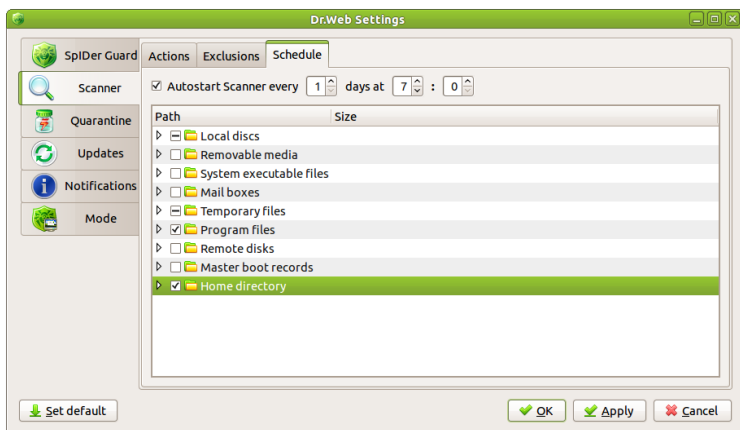 Dr.Web Settings
SpIDer Guard
Scanner
Quarantine
Updates
Notifications
Mode
Actions Exclusions Schedule
Autostart Scanner every 1 days at 7 : 0
Path Size
Local discs
Removable media
System executable files
Mail boxes
Temporary files
Program files
Remote disks
Master boot records
Home directory
Set default OK Apply Cancel